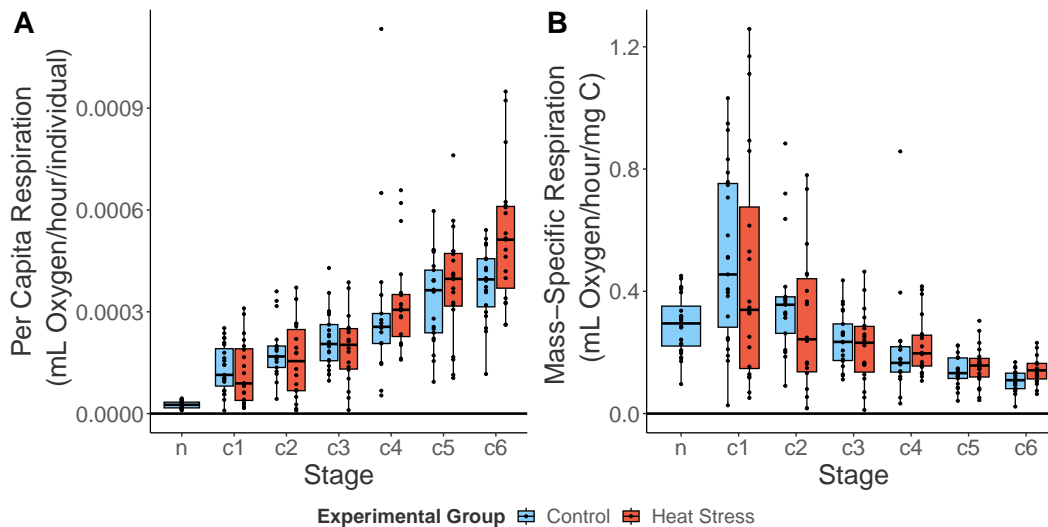 A
Per Capita Respiration
(mL Oxygen/hour/individual)
0.0009
0.0006
0.0003
0.0000
n c1 c2 c3 c4 c5 c6
Stage
B
Mass−Specific Respiration
(mL Oxygen/hour/mg C)
1.2
0.8
0.4
0.0
n c1 c2 c3 c4 c5 c6
Stage
Experimental Group Control Heat Stress